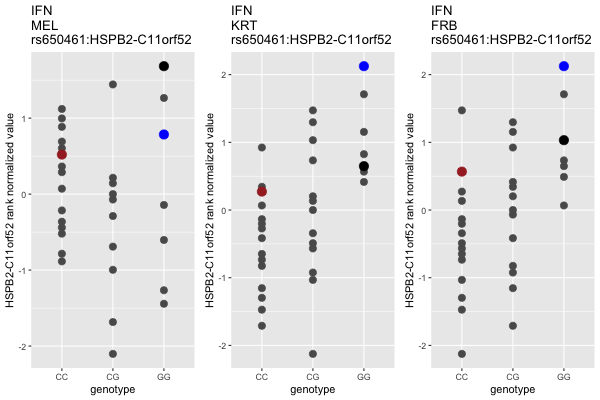 IFN
MEL
rs650461:HSPB2-C11orf52
HSPB2-C11orf52 rank normalized value
1
0
-1
-2
CC
CG
GG
genotype
IFN
KRT
rs650461:HSPB2-C11orf52
HSPB2-C11orf52 rank normalized value
2
1
0
-1
-2
CC
CG
GG
genotype
IFN
FRB
rs650461:HSPB2-C11orf52
HSPB2-C11orf52 rank normalized value
2
1
0
-1
-2
CC
CG
GG
genotype